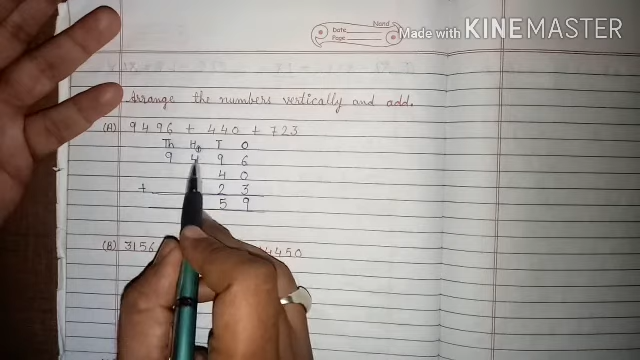 Nand
Date
Page
Made with KINEMASTER
Arrange the numbers vertically and add.
(A) 9496 + 440 + 723
Th H T O
9 4 9 6
4 0
+ 2 3
5 9
(B) 3156 4450